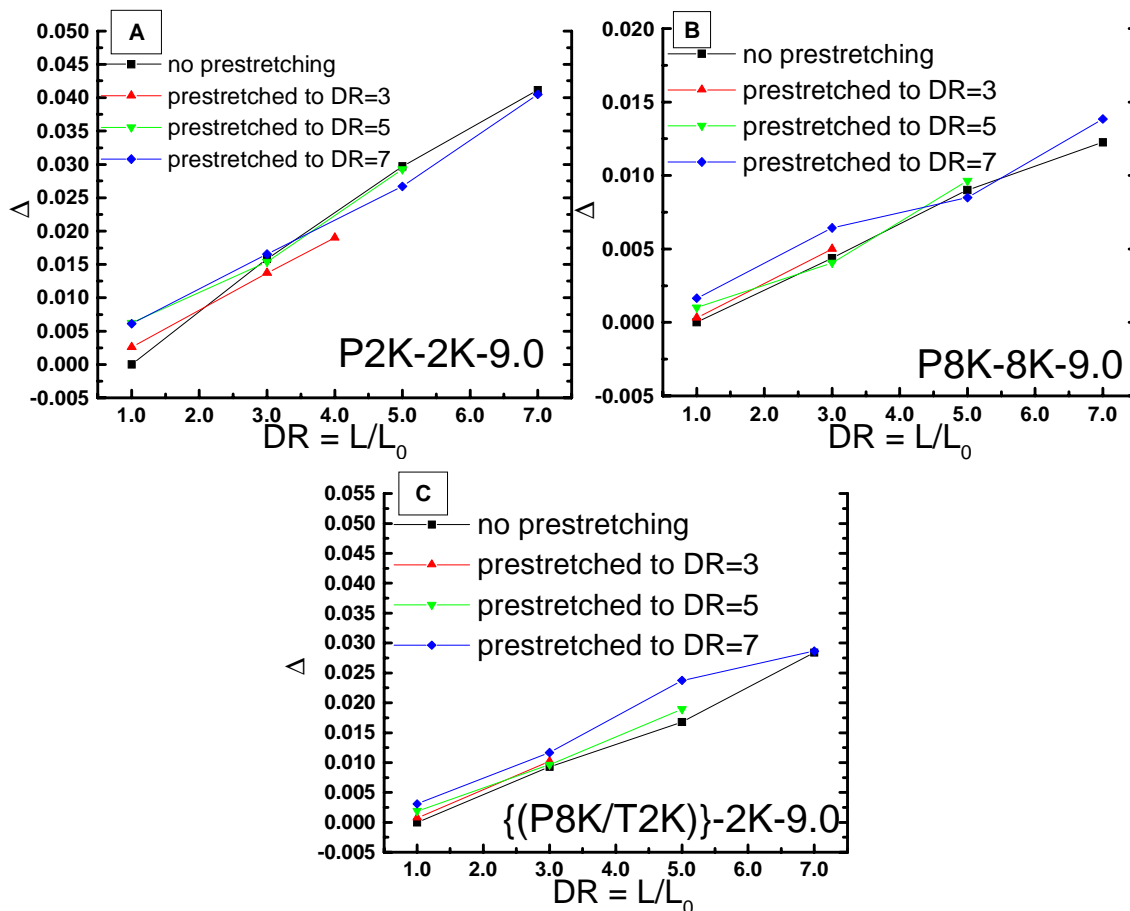 A
0.050
0.045
0.040
0.035
0.030
0.025
0.020
0.015
0.010
0.005
0.000
-0.005
Δ
no prestretching
prestretched to DR=3
prestretched to DR=5
prestretched to DR=7
P2K-2K-9.0
1.0 2.0 3.0 4.0 5.0 6.0 7.0
DR = L/L₀
B
0.020
0.015
0.010
0.005
0.000
-0.005
Δ
no prestretching
prestretched to DR=3
prestretched to DR=5
prestretched to DR=7
P8K-8K-9.0
1.0 2.0 3.0 4.0 5.0 6.0 7.0
DR = L/L₀
C
0.055
0.050
0.045
0.040
0.035
0.030
0.025
0.020
0.015
0.010
0.005
0.000
-0.005
Δ
no prestretching
prestretched to DR=3
prestretched to DR=5
prestretched to DR=7
{(P8K/T2K)}-2K-9.0
1.0 2.0 3.0 4.0 5.0 6.0 7.0
DR = L/L₀